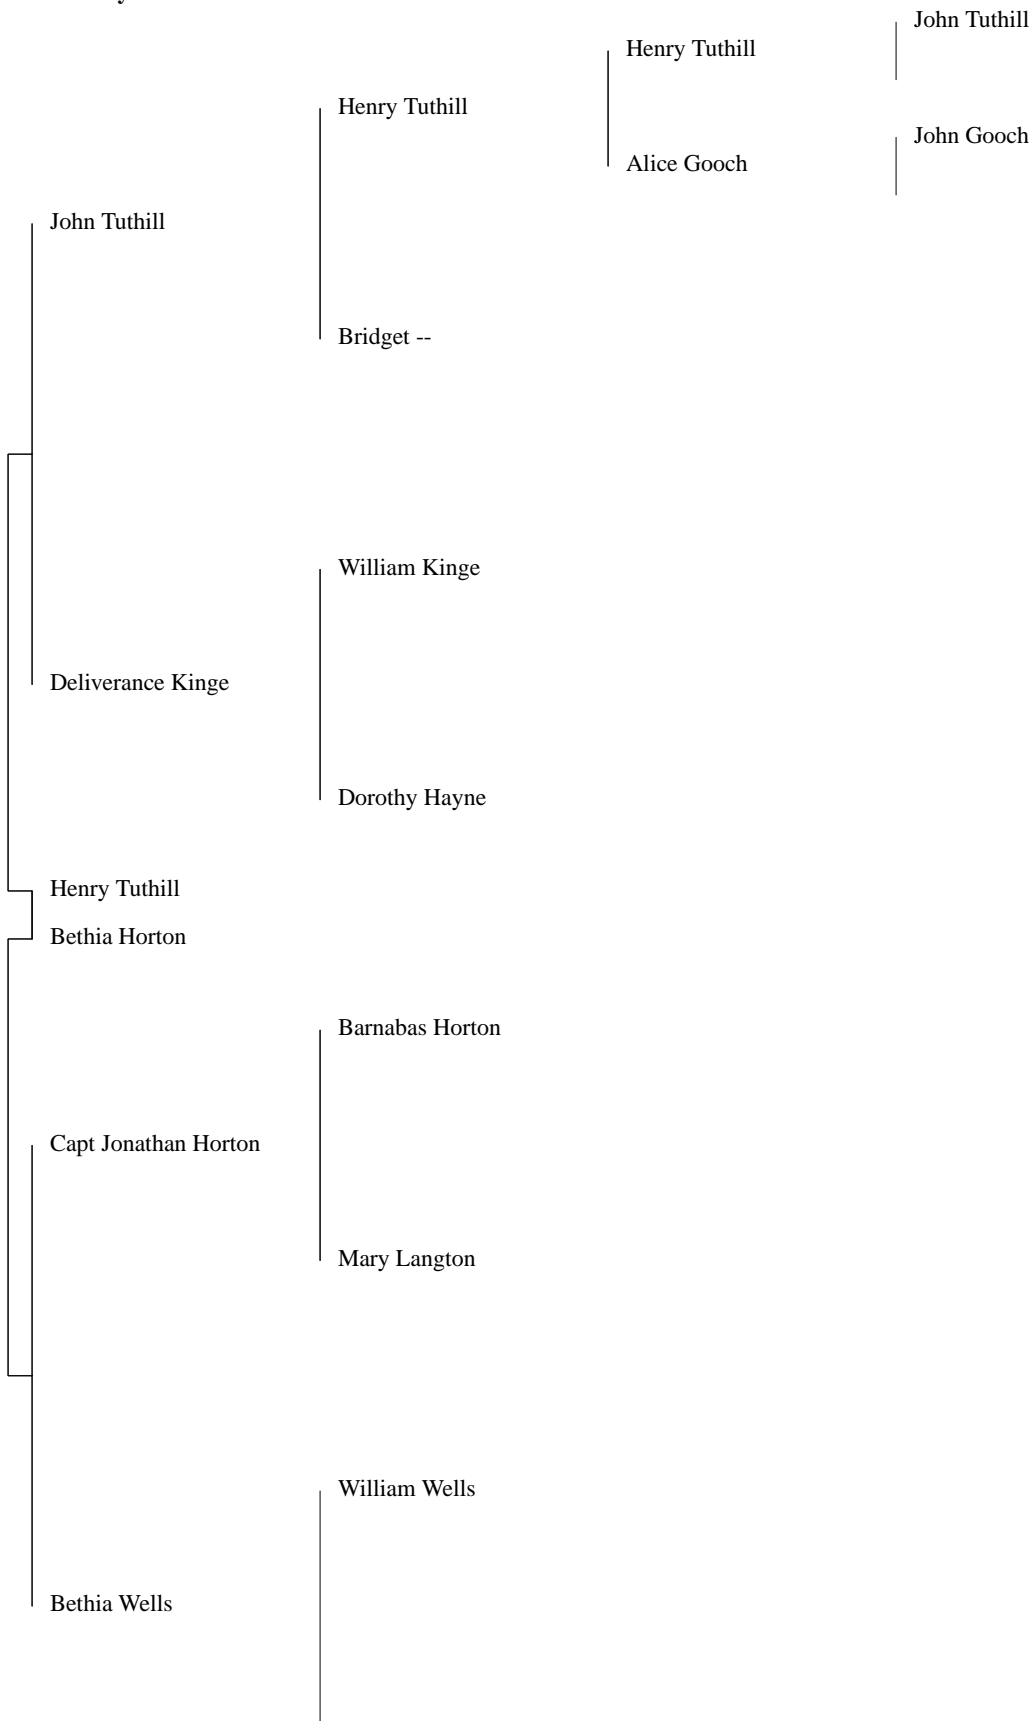 John Tuthill
Henry Tuthill
Henry Tuthill
John Gooch
Alice Gooch
John Tuthill
Bridget --
William Kinge
Deliverance Kinge
Dorothy Hayne
Henry Tuthill
Bethia Horton
Barnabas Horton
Capt Jonathan Horton
Mary Langton
William Wells
Bethia Wells